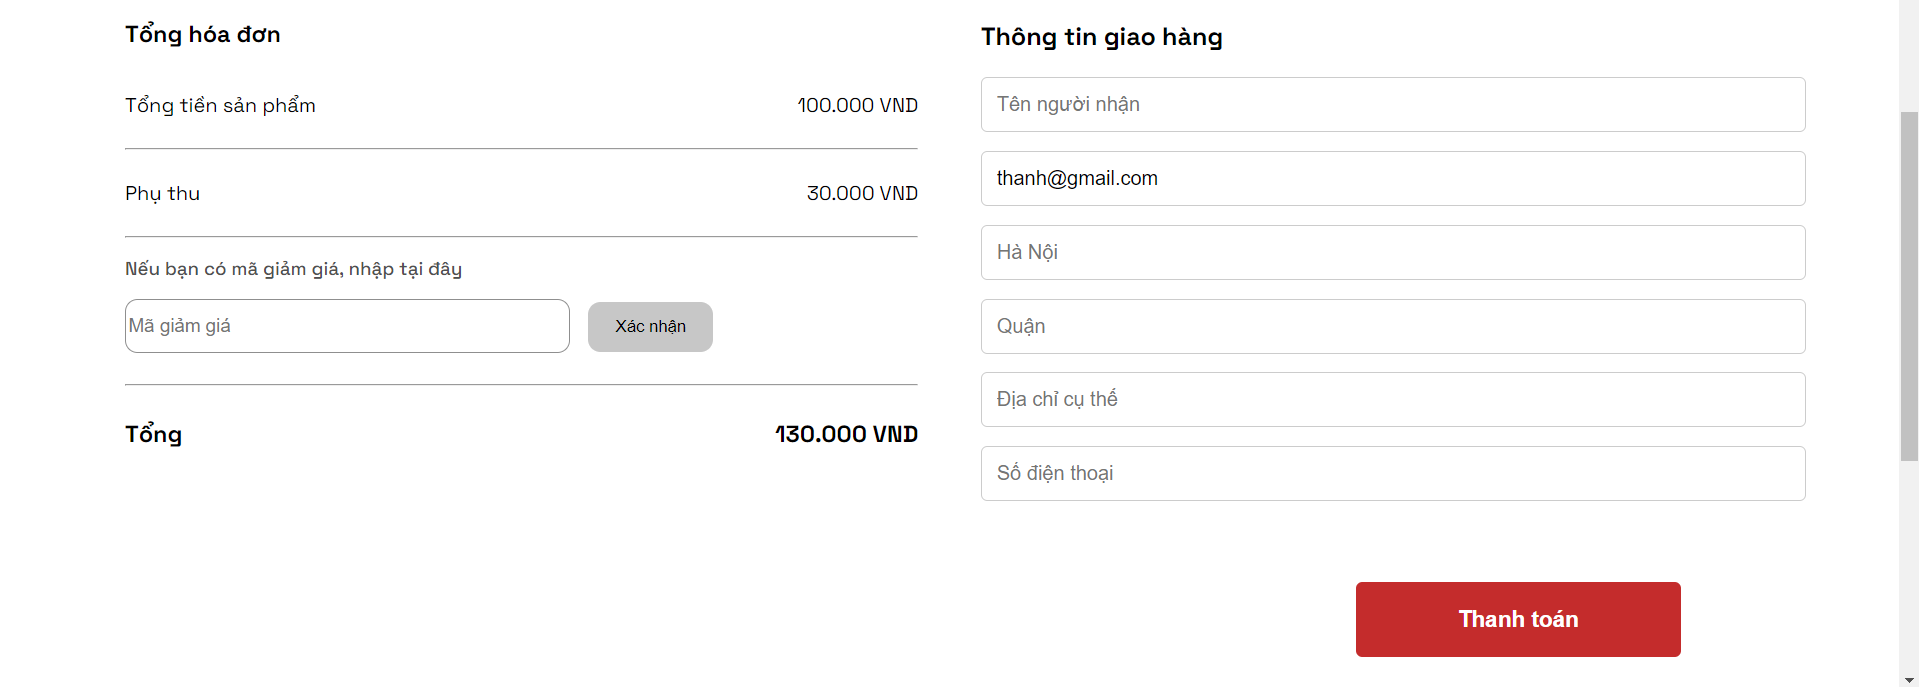 Tổng hóa đơn
Tổng tiền sản phẩm 100.000 VND
Phụ thu 30.000 VND
Nếu bạn có mã giảm giá, nhập tại đây
Mã giảm giá Xác nhận
Tổng 130.000 VND
Thông tin giao hàng
Tên người nhận
thanh@gmail.com
Hà Nội
Quận
Địa chỉ cụ thể
Số điện thoại
Thanh toán